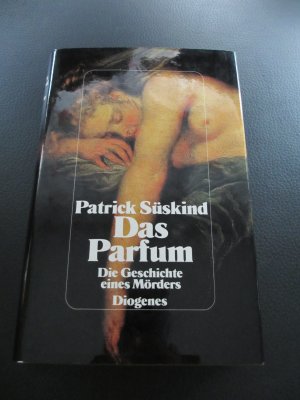 Patrick Süskind
Das
Parfum
Die Geschichte
eines Mörders
Diogenes